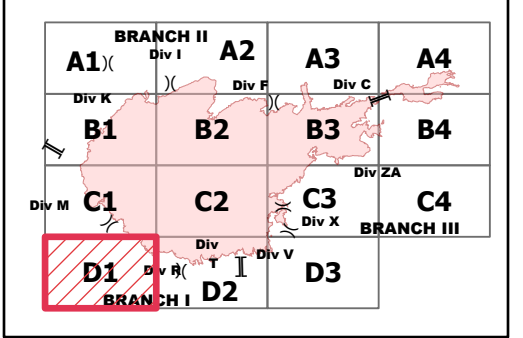 BRANCH II
A1
Div I
A2
A3
A4
Div K
Div F
Div C
B1
B2
B3
B4
Div ZA
Div M
C1
C2
C3
C4
Div X
BRANCH III
D1
Div R
Div
T
Div V
D2
D3
BRANCH I